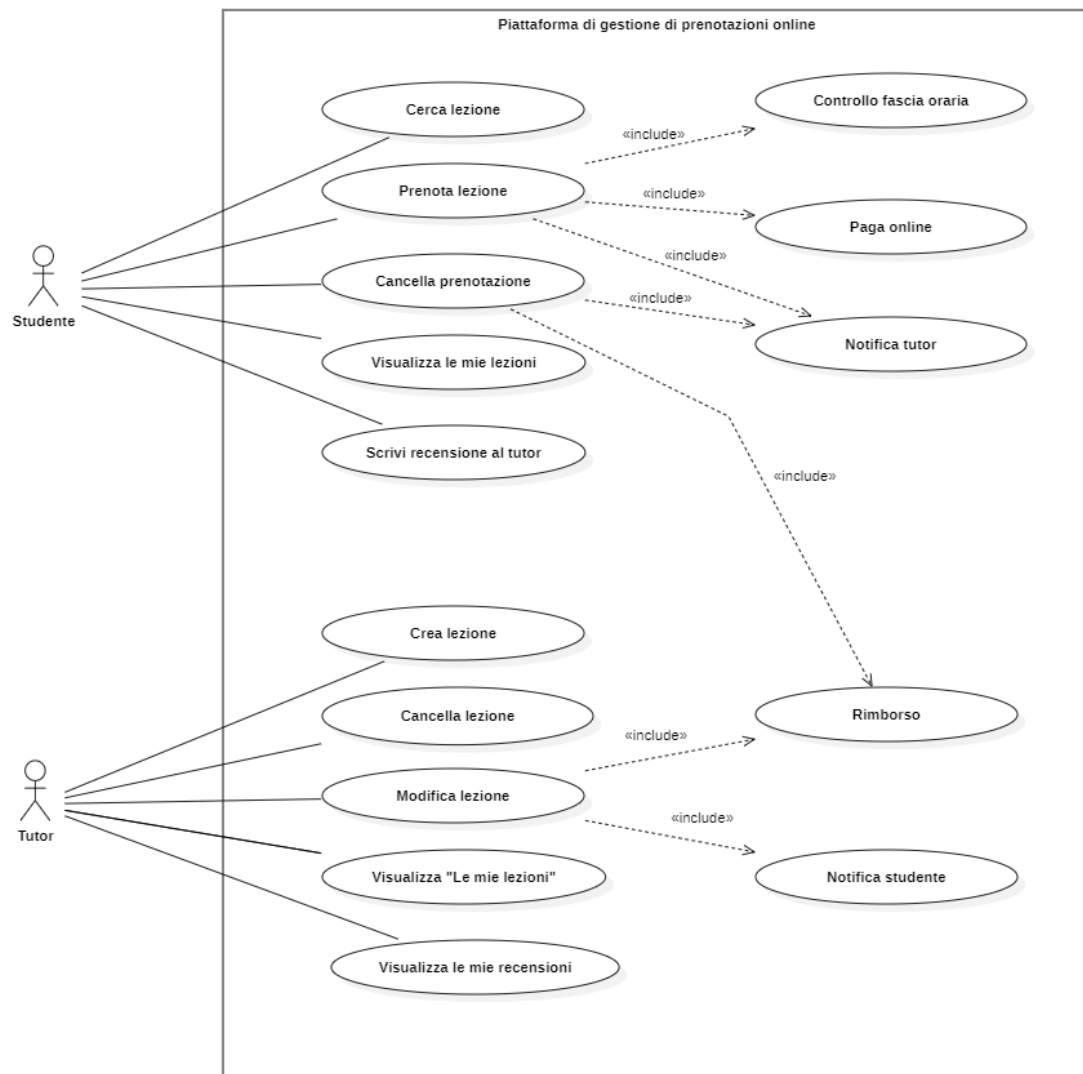 Piattaforma di gestione di prenotazioni online
Cerca lezione
Controllo fascia oraria
«include»
Prenota lezione
«include»
Paga online
«include»
Studente
Cancella prenotazione
«include»
Notifica tutor
Visualizza le mie lezioni
Scrivi recensione al tutor
«include»
Crea lezione
Cancella lezione
Rimborso
«include»
Tutor
Modifica lezione
«include»
Visualizza "Le mie lezioni"
Notifica studente
Visualizza le mie recensioni